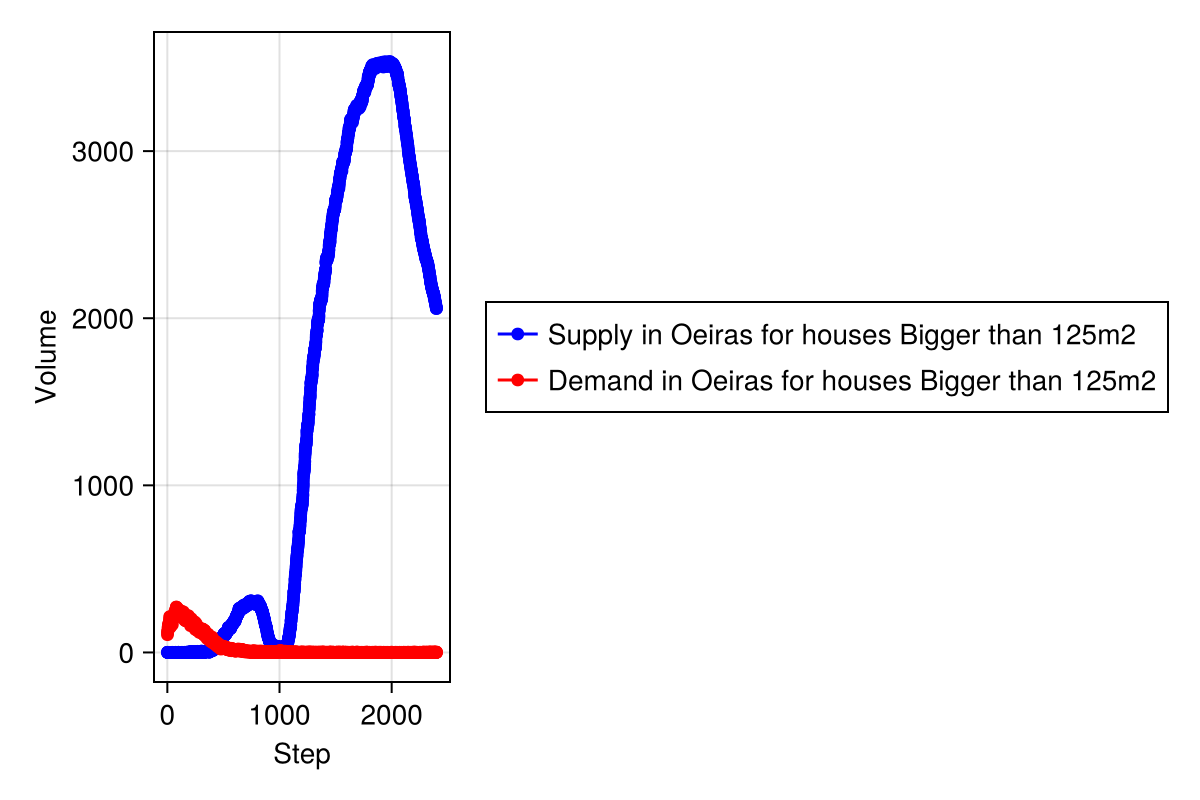 Volume
3000
2000
1000
0
0 1000 2000
Step
Supply in Oeiras for houses Bigger than 125m2
Demand in Oeiras for houses Bigger than 125m2